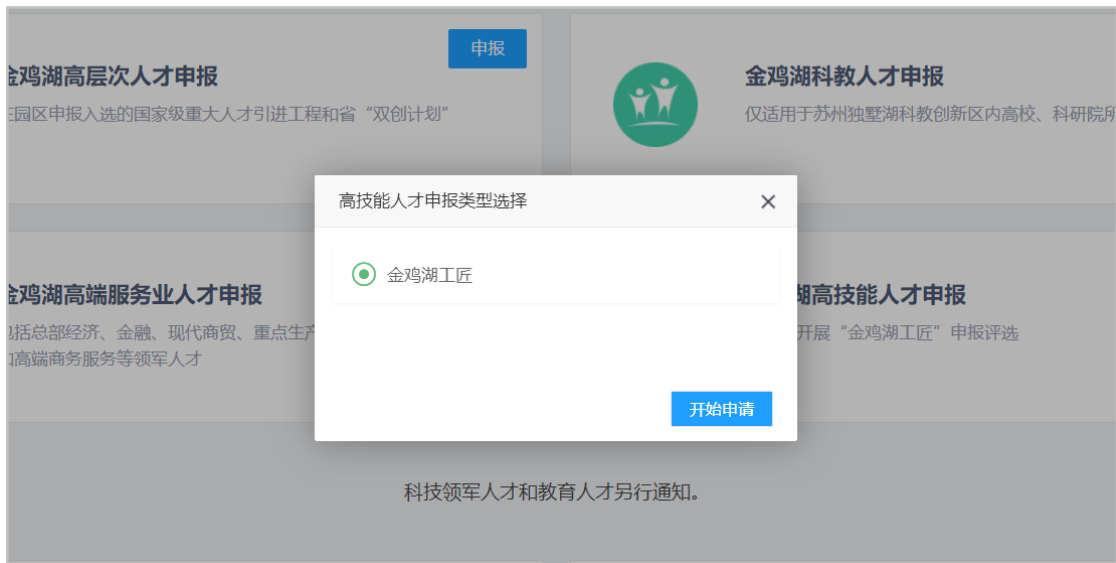 申报
金鸡湖高层次人才申报
园区申报入选的国家级重大人才引进工程和省“双创计划”
金鸡湖科教人才申报
仅适用于苏州独墅湖科教创新区内高校、科研院所
高技能人才申报类型选择
金鸡湖工匠
开始申请
金鸡湖高端服务业人才申报
括总部经济、金融、现代商贸、重点生产
高端商务服务等领军人才
湖高技能人才申报
开展“金鸡湖工匠”申报评选
科技领军人才和教育人才另行通知。